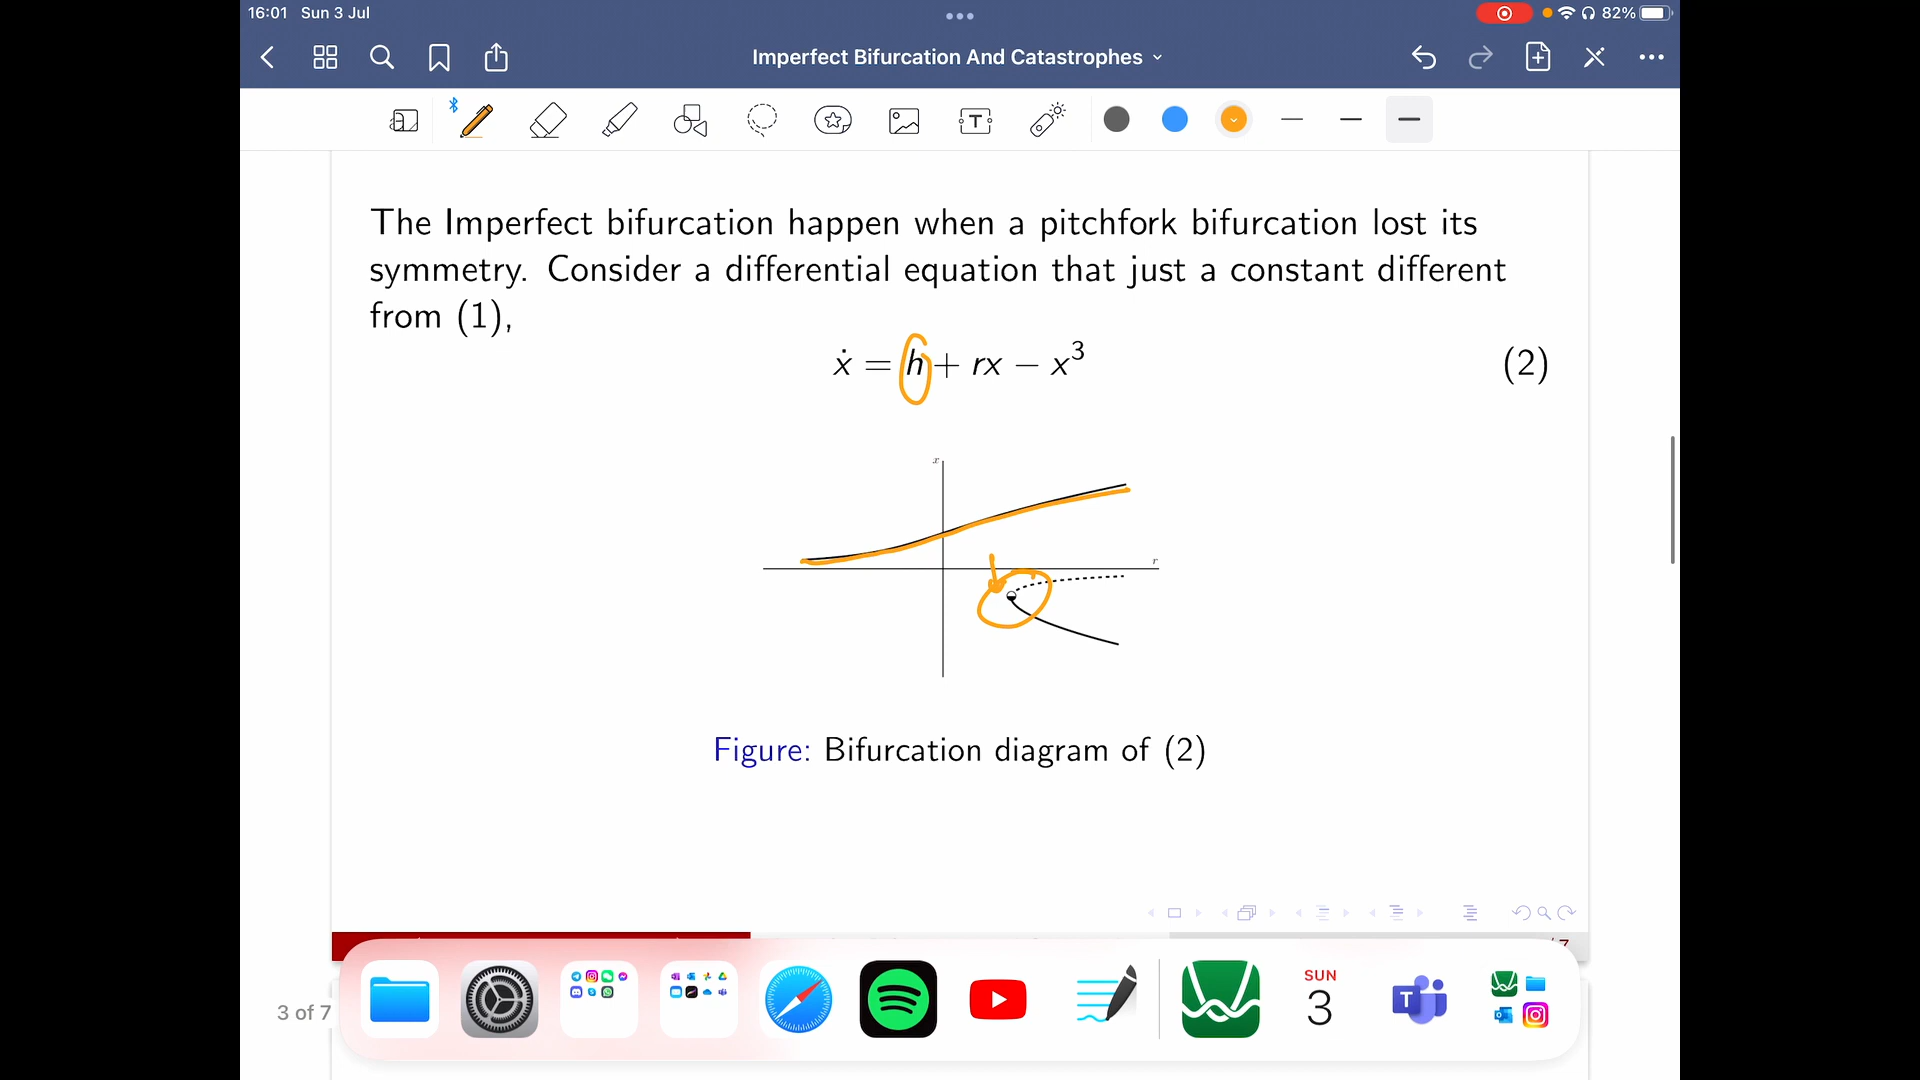 16:01 Sun 3 Jul
82%
Imperfect Bifurcation And Catastrophes
The Imperfect bifurcation happen when a pitchfork bifurcation lost its
symmetry. Consider a differential equation that just a constant different
from (1),
ẋ = h + rx − x³ (2)
x
r
Figure: Bifurcation diagram of (2)
3 of 7
SUN
3
T